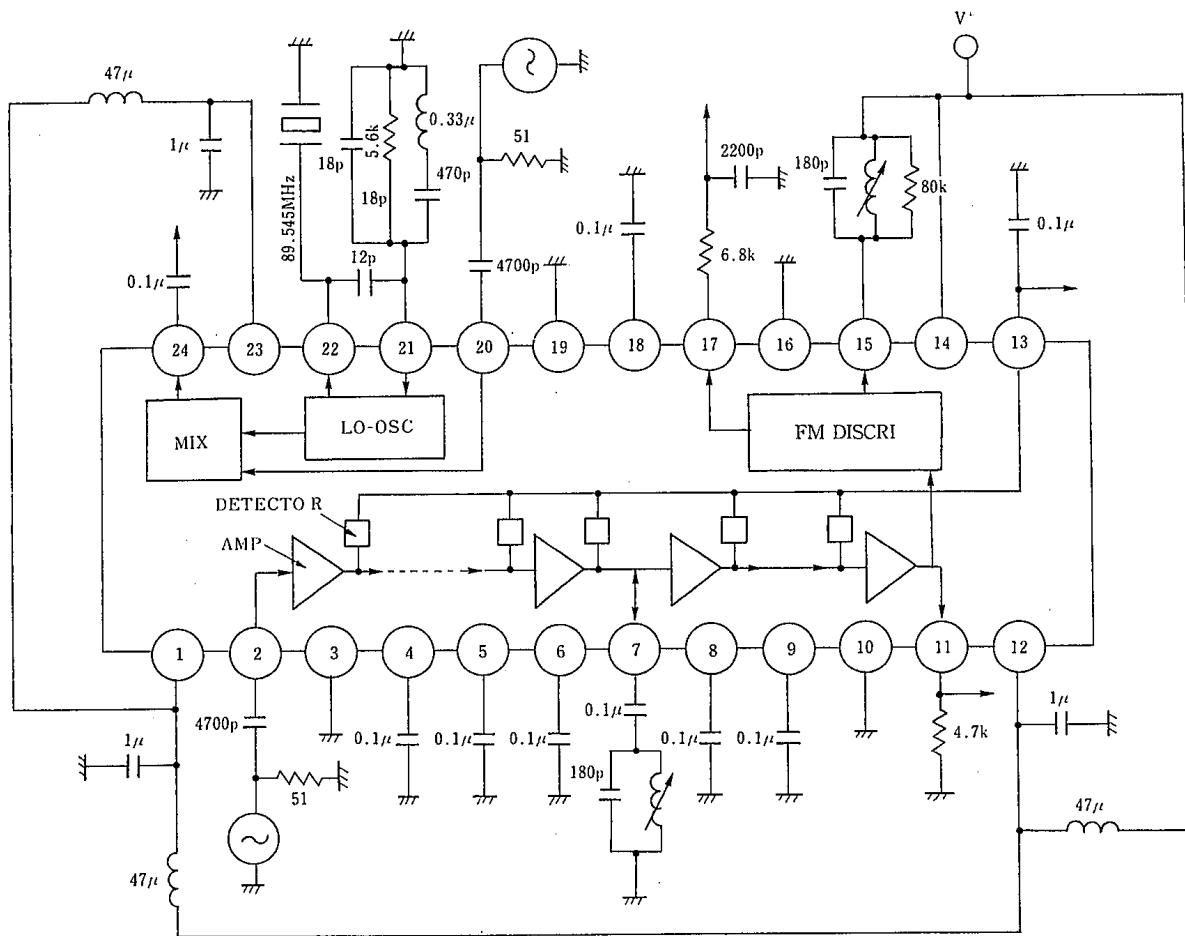 V⁺
47μ
1μ
89.545MHz
18p
5.6k
18p
0.33μ
470p
12p
51
4700p
0.1μ
2200p
6.8k
180p
80k
0.1μ
0.1μ
24
23
22
21
20
19
18
17
16
15
14
13
MIX
LO-OSC
FM DISCRI
DETECTO R
AMP
1
2
3
4
5
6
7
8
9
10
11
12
4700p
51
1μ
47μ
0.1μ
0.1μ
0.1μ
0.1μ
180p
0.1μ
0.1μ
4.7k
1μ
47μ